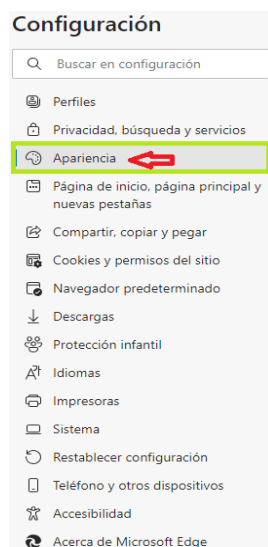 Configuración
Buscar en configuración
Perfiles
Privacidad, búsqueda y servicios
Apariencia
Página de inicio, página principal y
nuevas pestañas
Compartir, copiar y pegar
Cookies y permisos del sitio
Navegador predeterminado
Descargas
Protección infantil
Idiomas
Impresoras
Sistema
Restablecer configuración
Teléfono y otros dispositivos
Accesibilidad
Acerca de Microsoft Edge